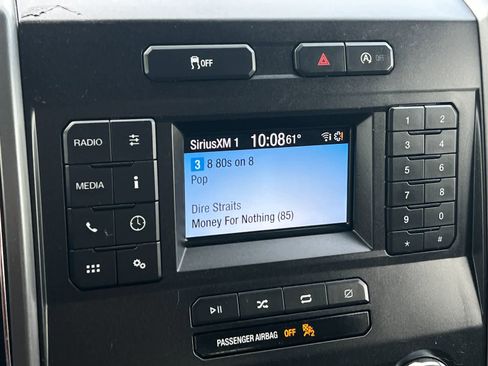 OFF
A OFF
SiriusXM 1 10:08 61°
3 8 80s on 8
Pop
Dire Straits
Money For Nothing (85)
RADIO
MEDIA
i
1 2
3 4
5 6
7 8
9 0
* #
PASSENGER AIRBAG OFF 2